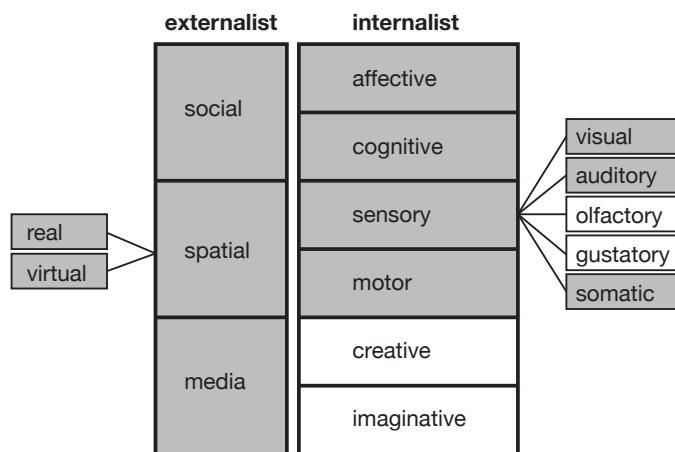 externalist
internalist
social
spatial
media
affective
cognitive
sensory
motor
creative
imaginative
real
virtual
visual
auditory
olfactory
gustatory
somatic